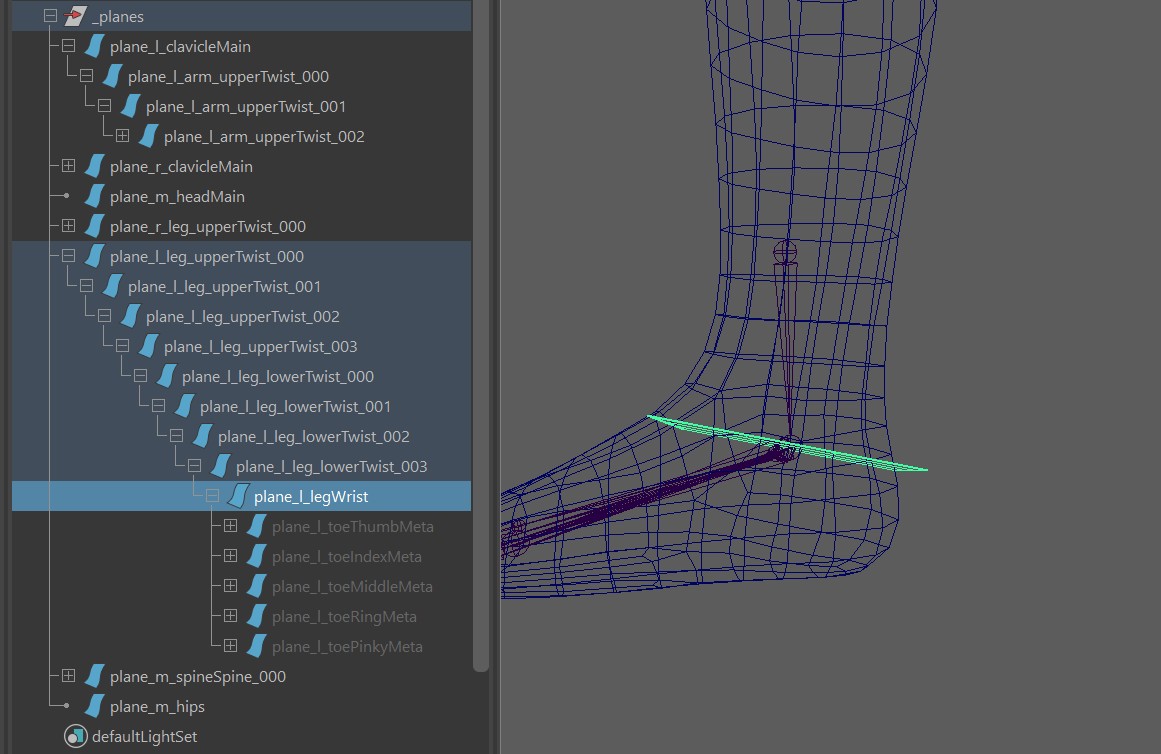 _planes
plane_l_clavicleMain
plane_l_arm_upperTwist_000
plane_l_arm_upperTwist_001
plane_l_arm_upperTwist_002
plane_r_clavicleMain
plane_m_headMain
plane_r_leg_upperTwist_000
plane_l_leg_upperTwist_000
plane_l_leg_upperTwist_001
plane_l_leg_upperTwist_002
plane_l_leg_upperTwist_003
plane_l_leg_lowerTwist_000
plane_l_leg_lowerTwist_001
plane_l_leg_lowerTwist_002
plane_l_leg_lowerTwist_003
plane_l_legWrist
plane_l_toeThumbMeta
plane_l_toeIndexMeta
plane_l_toeMiddleMeta
plane_l_toeRingMeta
plane_l_toePinkyMeta
plane_m_spineSpine_000
plane_m_hips
defaultLightSet